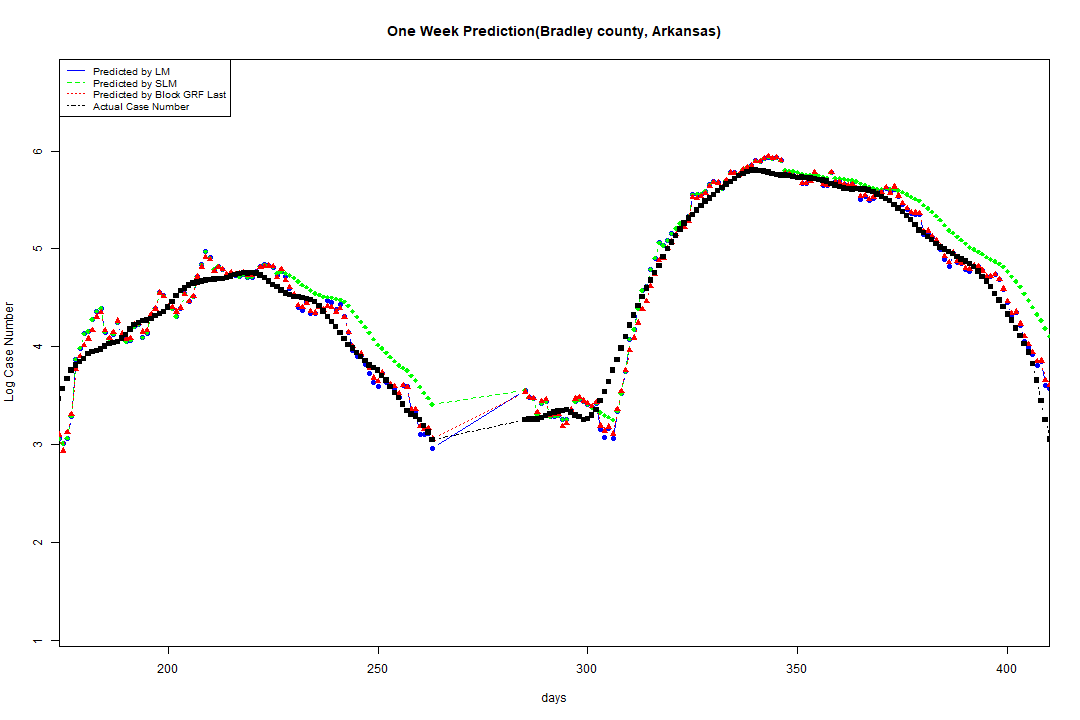 One Week Prediction(Bradley county, Arkansas)
Predicted by LM
Predicted by SLM
Predicted by Block GRF Last
Actual Case Number
Log Case Number
6
5
4
3
2
1
200 250 300 350 400
days